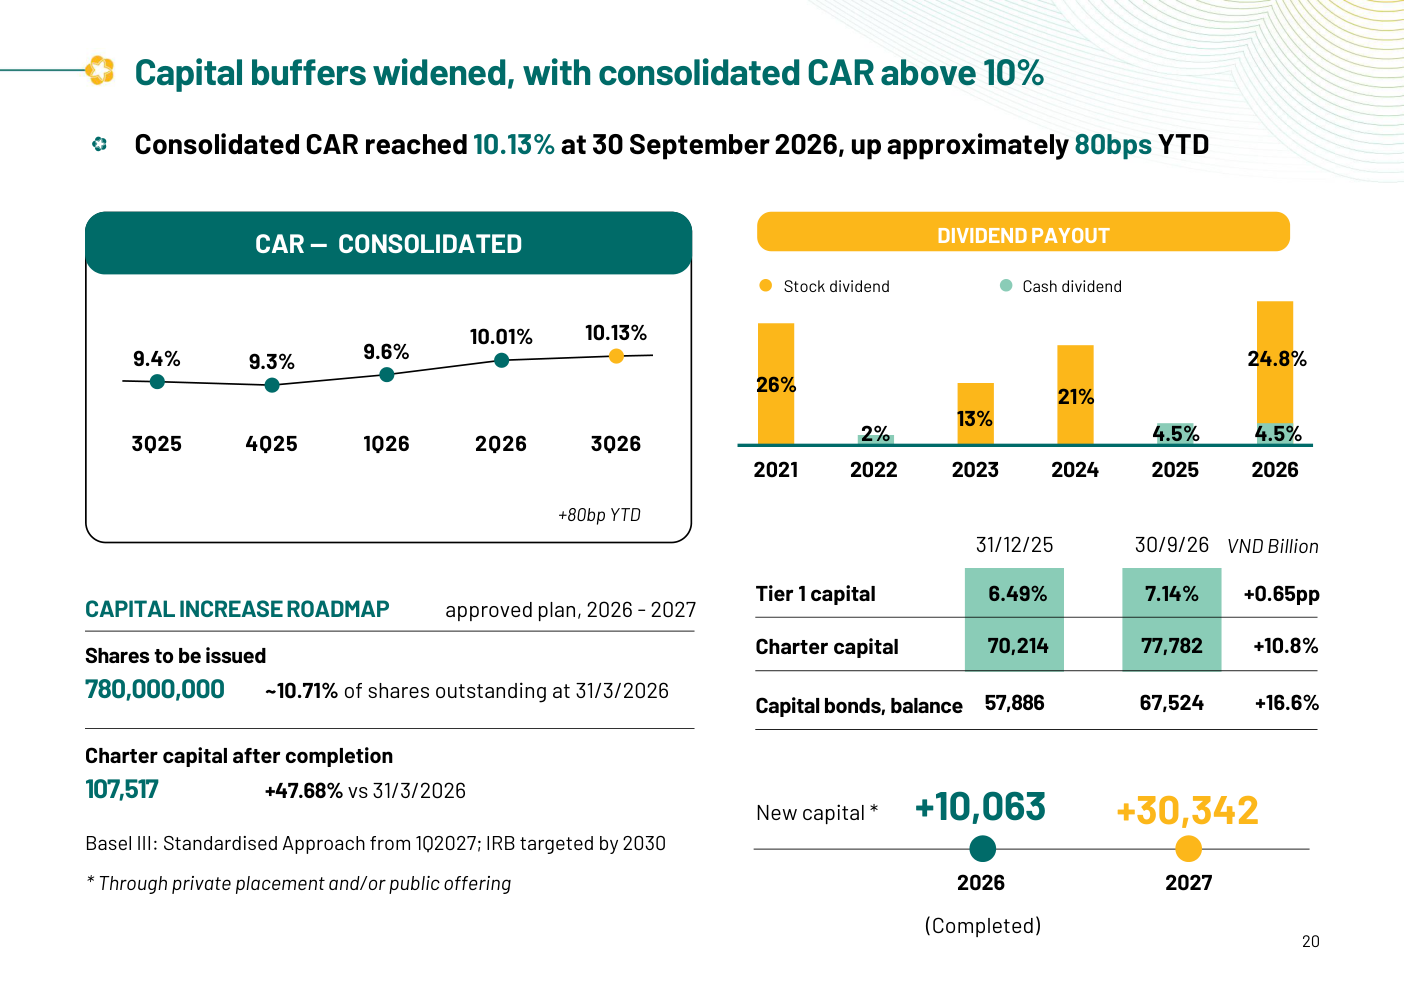 Capital buffers widened, with consolidated CAR above 10%
Consolidated CAR reached 10.13% at 30 September 2026, up approximately 80bps YTD
CAR – CONSOLIDATED
9.4%
9.3%
9.6%
10.01%
10.13%
3Q25
4Q25
1Q26
2Q26
3Q26
+80bp YTD
CAPITAL INCREASE ROADMAP approved plan, 2026 - 2027
Shares to be issued
780,000,000 ~10.71% of shares outstanding at 31/3/2026
Charter capital after completion
107,517 +47.68% vs 31/3/2026
Basel III: Standardised Approach from 1Q2027; IRB targeted by 2030
* Through private placement and/or public offering
DIVIDEND PAYOUT
Stock dividend Cash dividend
26%
2%
13%
21%
4.5%
24.8%
4.5%
2021 2022 2023 2024 2025 2026
31/12/25 30/9/26 VND Billion
Tier 1 capital 6.49% 7.14% +0.65pp
Charter capital 70,214 77,782 +10.8%
Capital bonds, balance 57,886 67,524 +16.6%
New capital * +10,063 +30,342
2026 2027
(Completed)
20